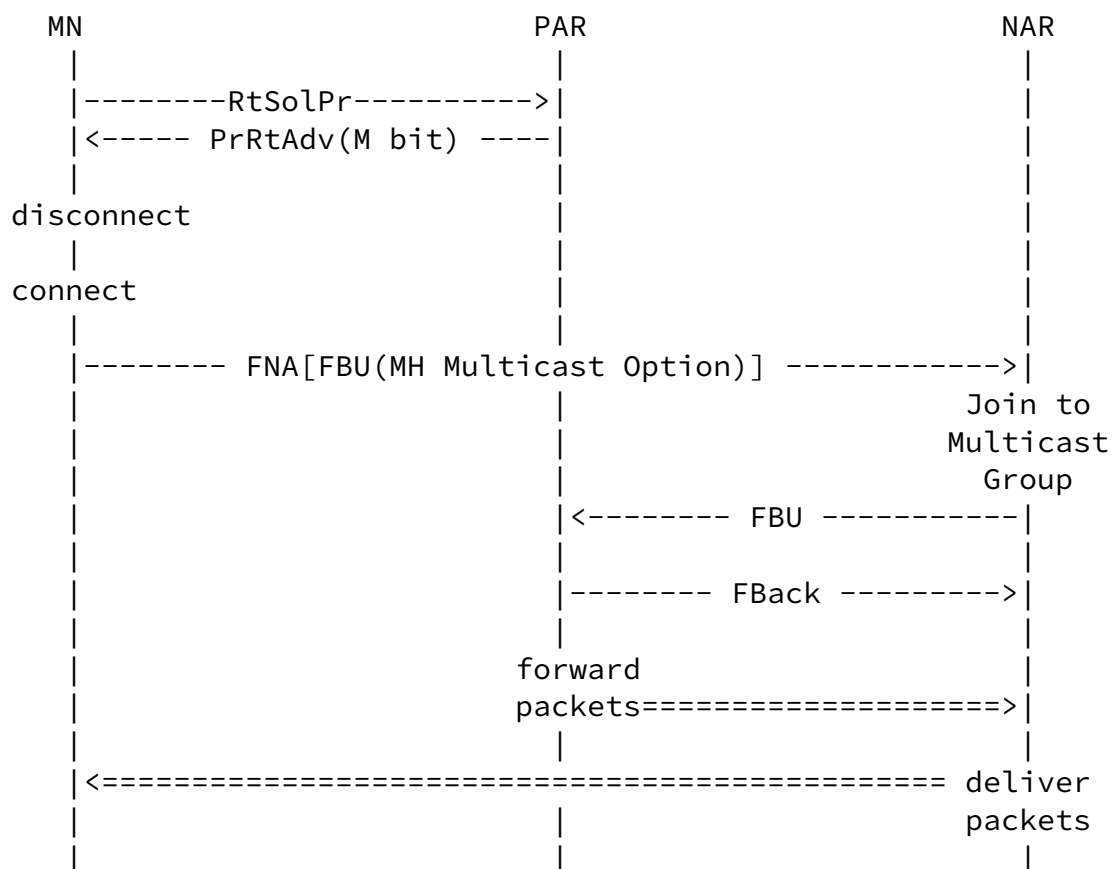 MN PAR NAR
|--------RtSolPr---------->|
|<----- PrRtAdv(M bit) ----|
disconnect
connect
|-------- FNA[FBU(MH Multicast Option)] ------------>|
Join to
Multicast
Group
|<-------- FBU -----------|
|-------- FBack --------->|
forward
packets====================>|
|<=============================================== deliver
packets